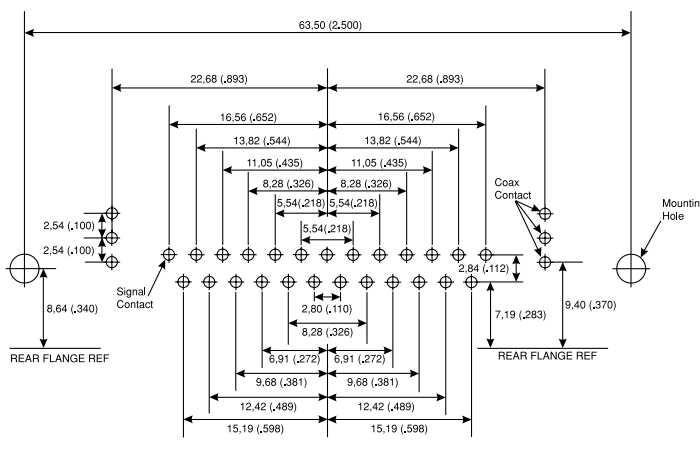 63,50 (2.500)
22,68 (.893) 22,68 (.893)
16,56 (.652) 16,56 (.652)
13,82 (.544) 13,82 (.544)
11,05 (.435) 11,05 (.435)
8,28 (.326) 8,28 (.326)
5,54(.218) 5,54(.218)
5,54(.218)
Coax
Contact
Mountin
Hole
2,54 (.100)
2,54 (.100)
2,84 (.112)
Signal
Contact
8,64 (.340)
2,80 (.110)
7,19 (.283)
9,40 (.370)
8,28 (.326)
REAR FLANGE REF
REAR FLANGE REF
6,91 (.272) 6,91 (.272)
9,68 (.381) 9,68 (.381)
12,42 (.489) 12,42 (.489)
15,19 (.598) 15,19 (.598)